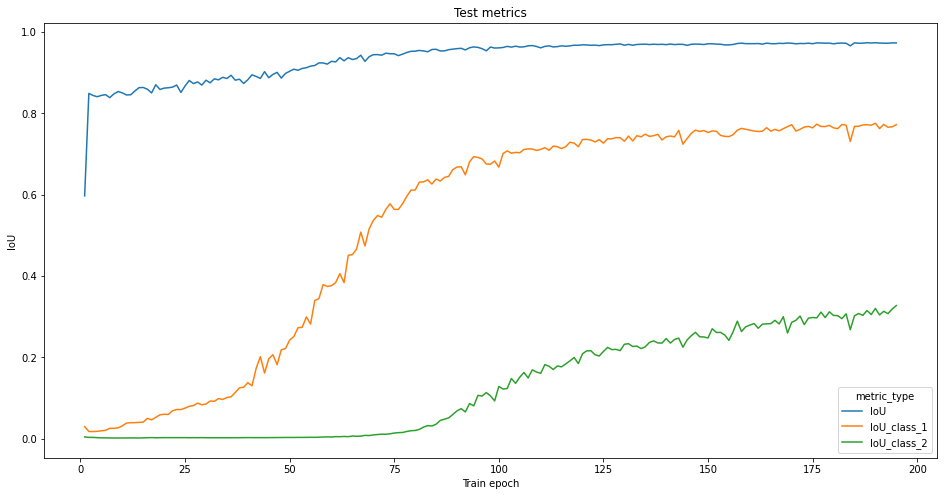 Test metrics
1.0
0.8
0.6
0.4
0.2
0.0
IoU
0
25
50
75
100
125
150
175
200
Train epoch
metric_type
IoU
IoU_class_1
IoU_class_2